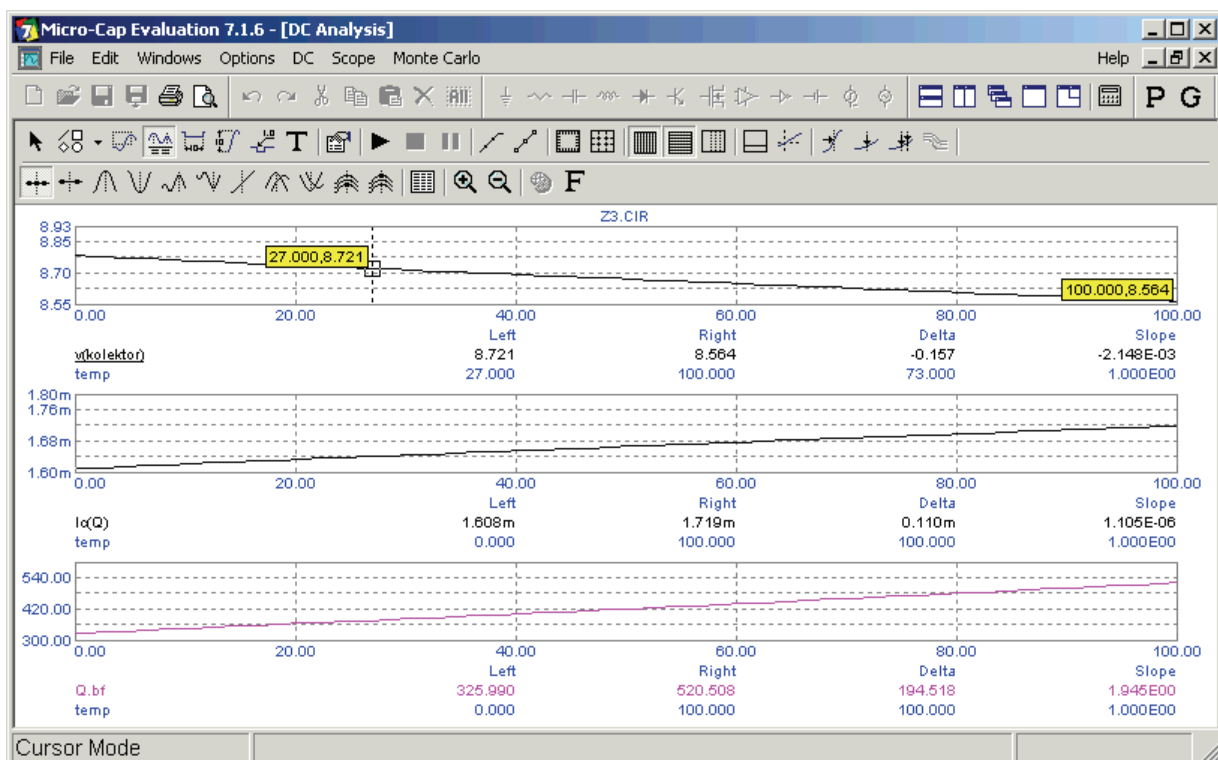 Micro-Cap Evaluation 7.1.6 - [DC Analysis]
File Edit Windows Options DC Scope Monte Carlo Help
P G
T
F
Z3.CIR
8.93
8.85
8.70
8.55
27.000,8.721
100.000,8.564
0.00 20.00 40.00 60.00 80.00 100.00
Left Right Delta Slope
v(kolektor) 8.721 8.564 -0.157 -2.148E-03
temp 27.000 100.000 73.000 1.000E00
1.80m
1.76m
1.68m
1.60m
0.00 20.00 40.00 60.00 80.00 100.00
Left Right Delta Slope
Ic(Q) 1.608m 1.719m 0.110m 1.105E-06
temp 0.000 100.000 100.000 1.000E00
540.00
420.00
300.00
0.00 20.00 40.00 60.00 80.00 100.00
Left Right Delta Slope
Q.bf 325.990 520.508 194.518 1.945E00
temp 0.000 100.000 100.000 1.000E00
Cursor Mode